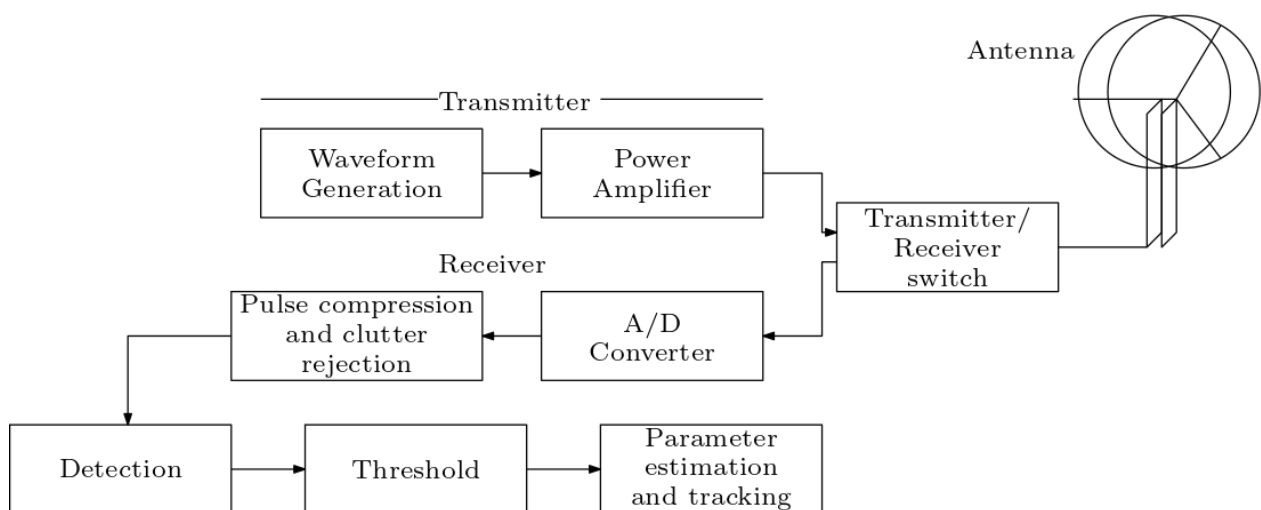 Antenna
Transmitter
Waveform
Generation
Power
Amplifier
Transmitter/
Receiver
switch
Receiver
Pulse compression
and clutter
rejection
A/D
Converter
Detection
Threshold
Parameter
estimation
and tracking